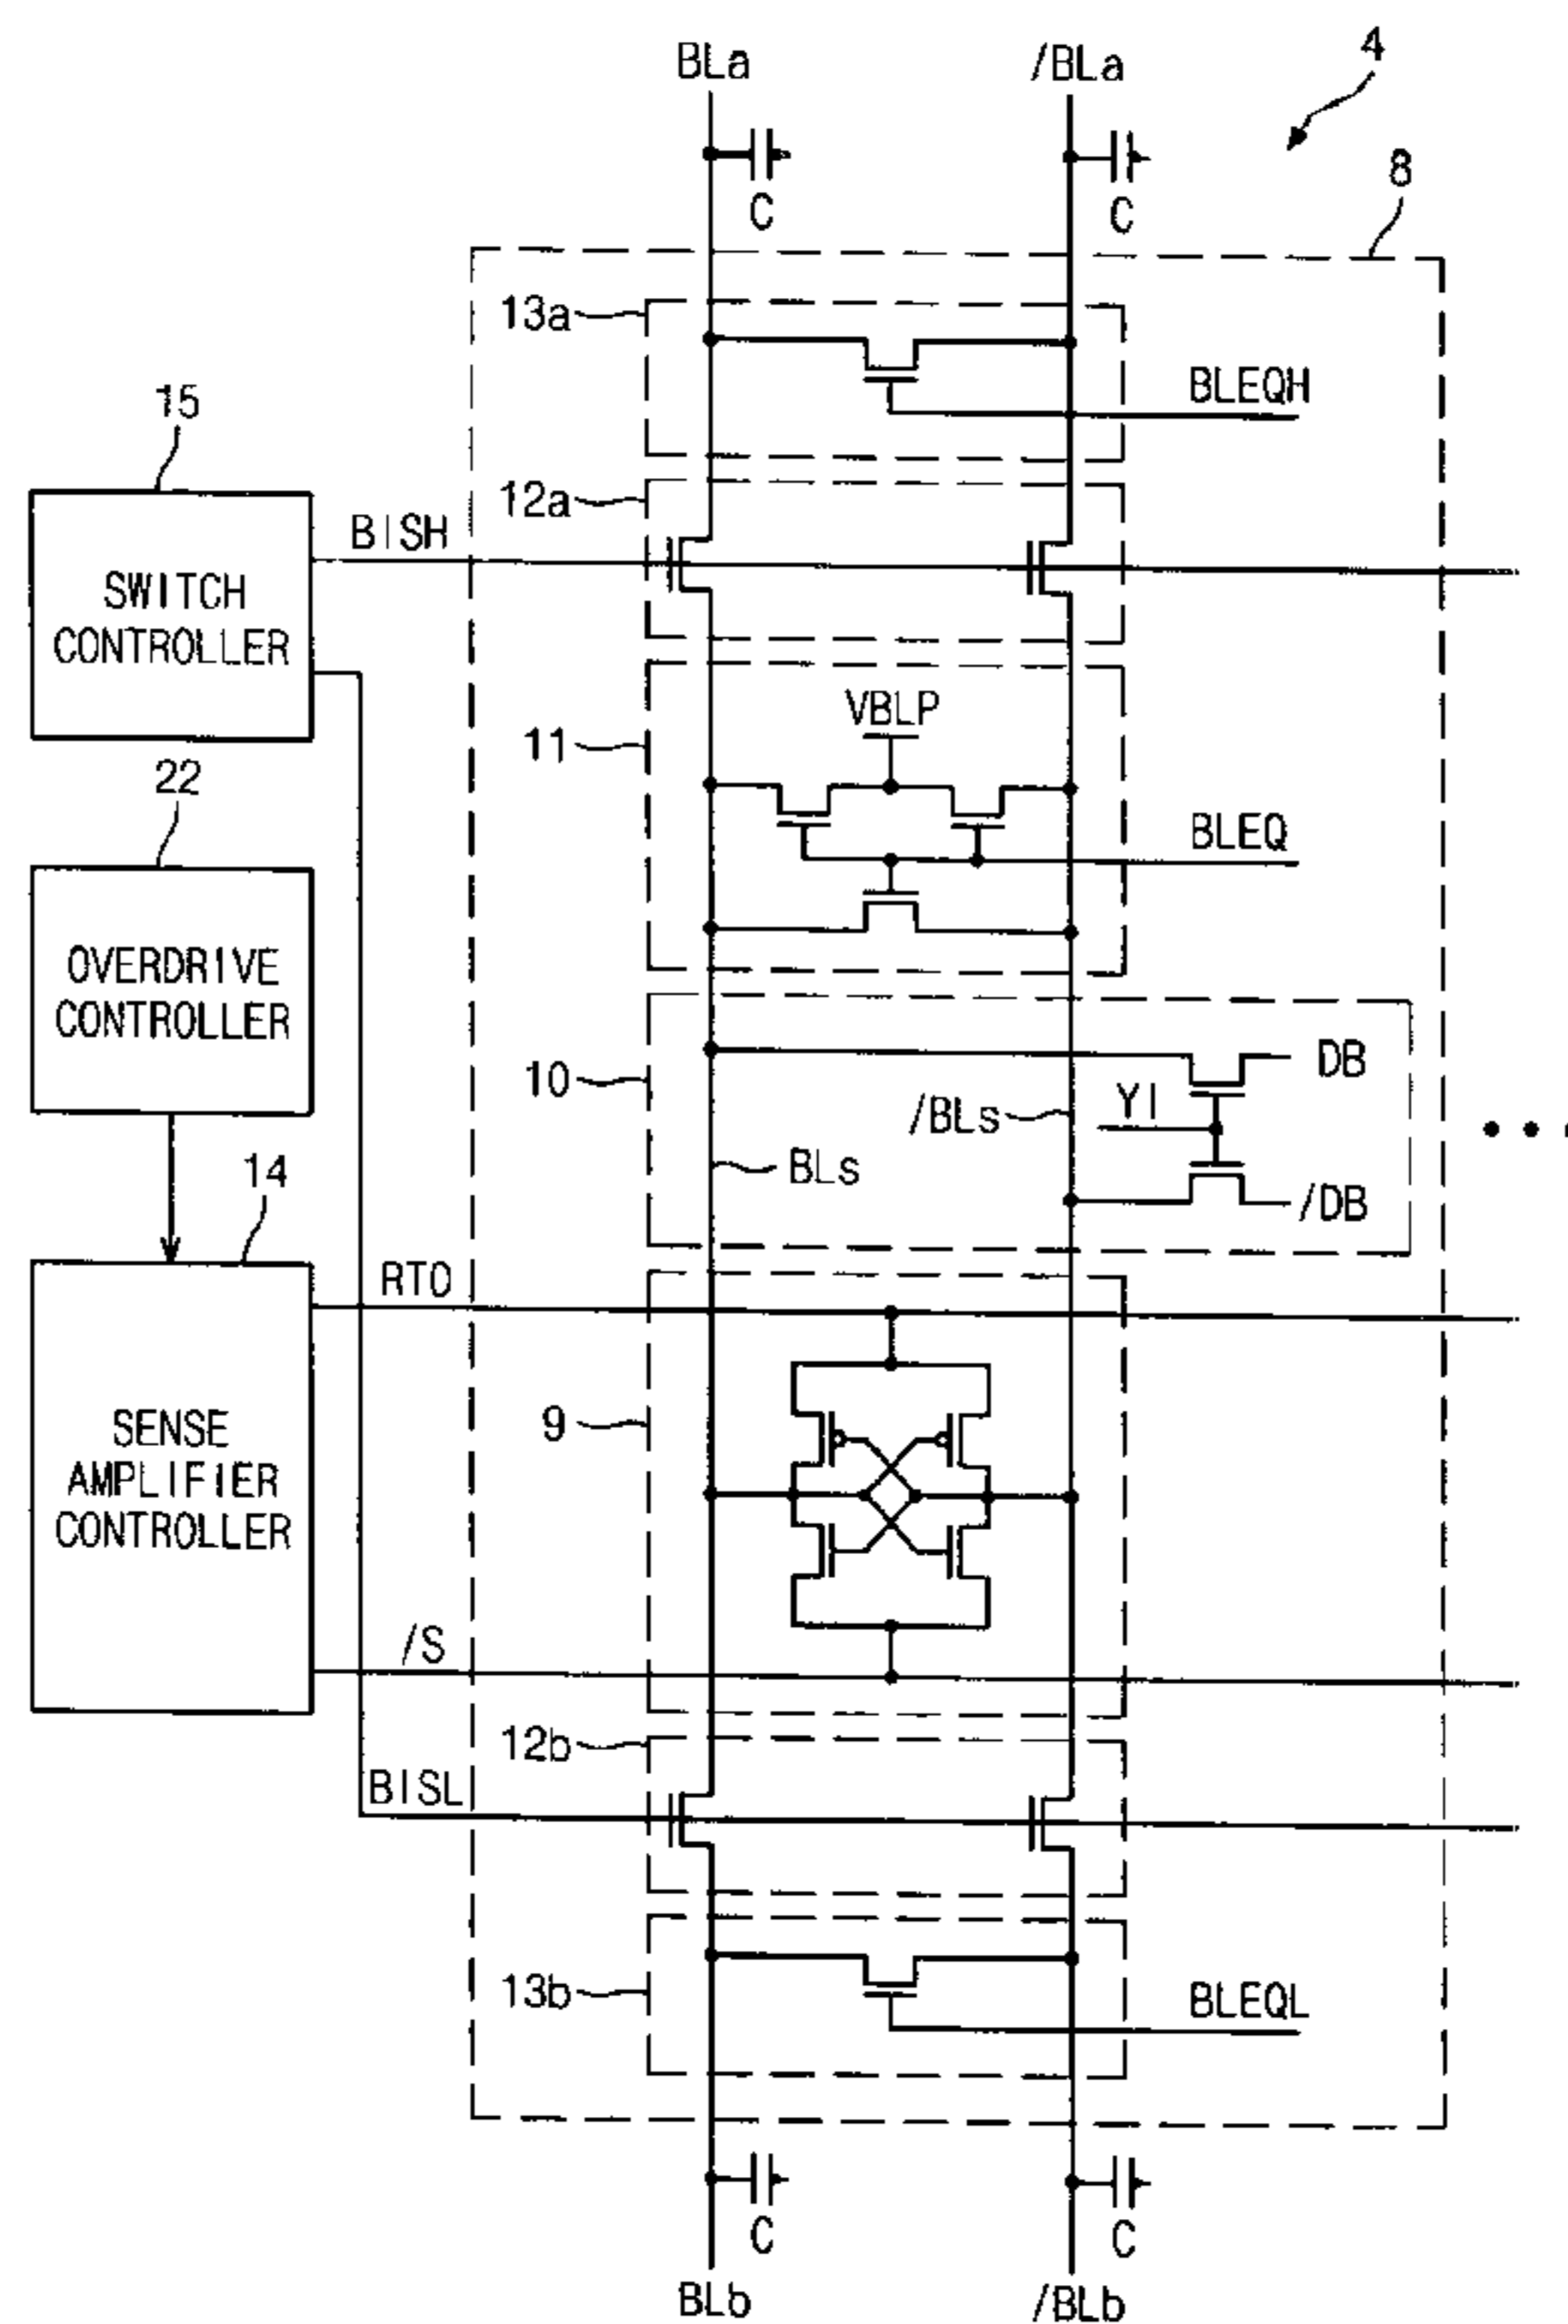 BLa
/BLa
4
C
C
8
13a
BLEQH
15
12a
BISH
SWITCH
CONTROLLER
VBLP
11
22
BLEQ
OVERDRIVE
CONTROLLER
10
DB
YI
/BLs
BLs
14
/DB
RTO
9
SENSE
AMPLIFIER
CONTROLLER
/S
12b
BISL
13b
BLEQL
C
C
BLb
/BLb